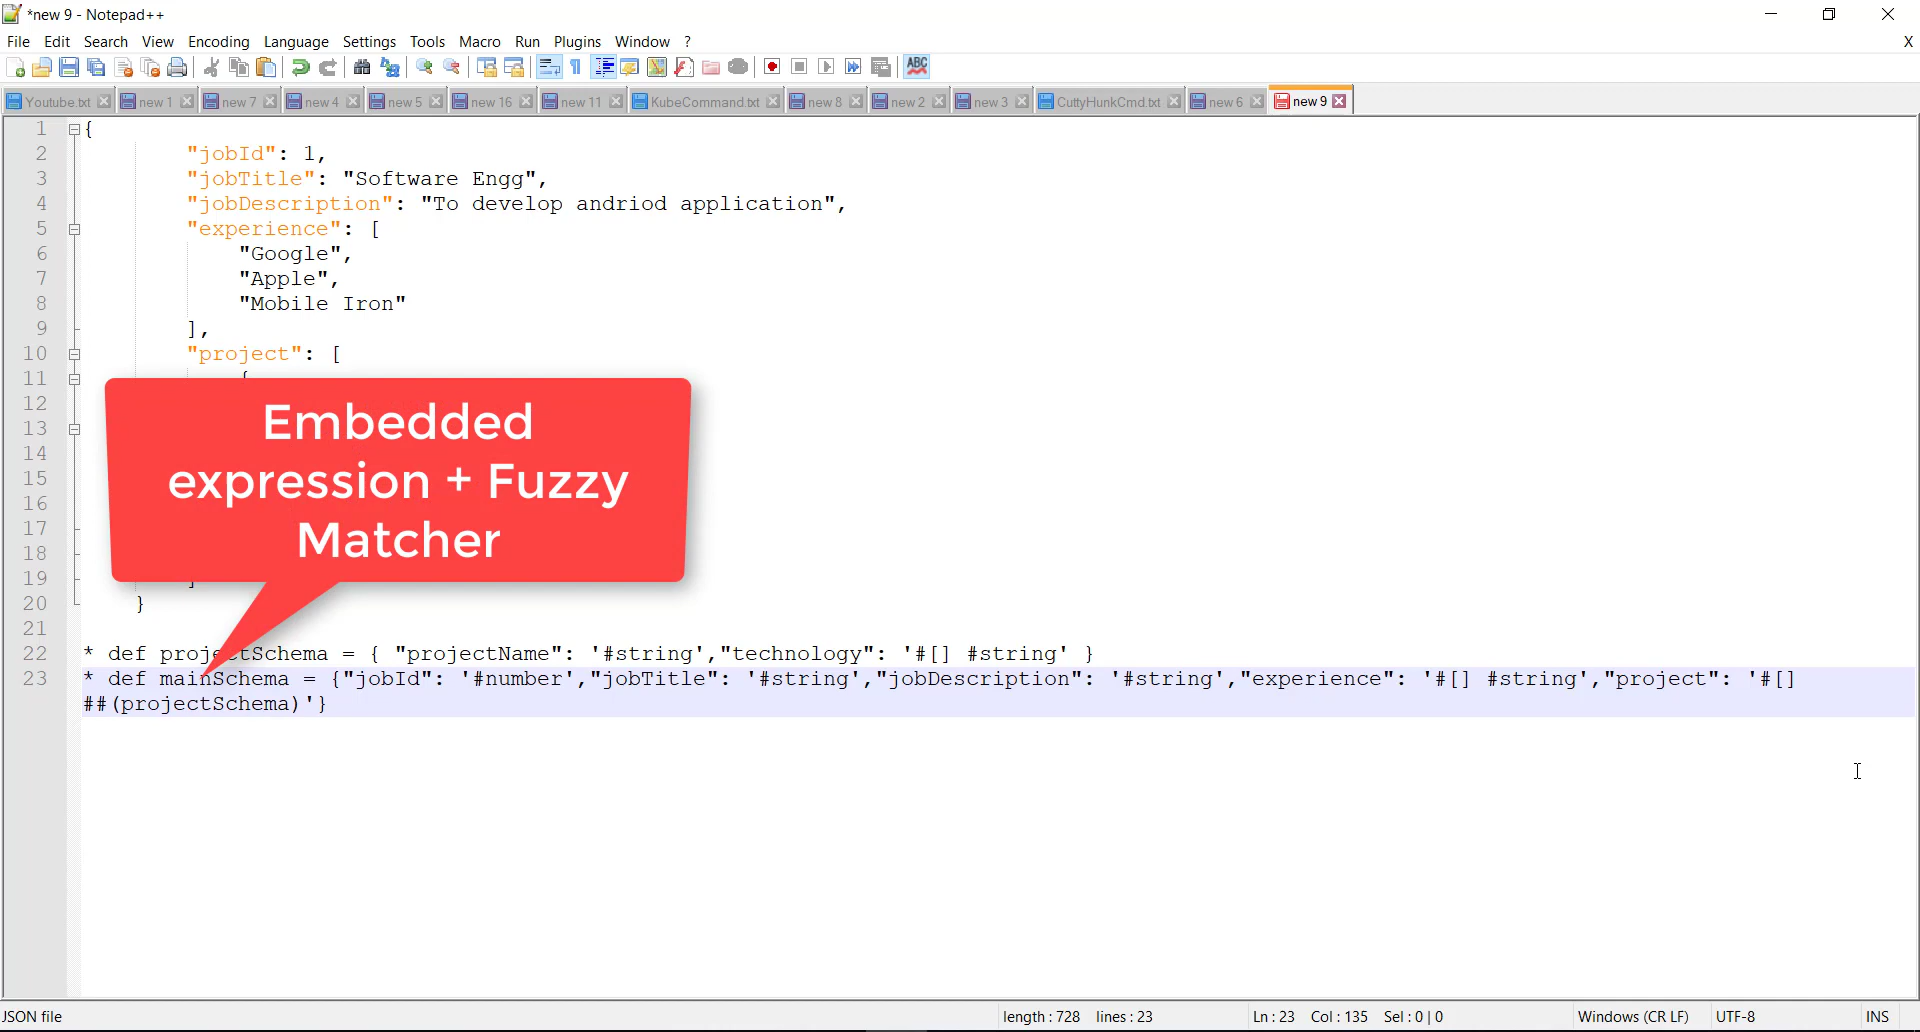 *new 9 - Notepad++
File Edit Search View Encoding Language Settings Tools Macro Run Plugins Window ? X
Youtube.txt new 1 new 7 new 4 new 5 new 16 new 11 KubeCommand.txt new 8 new 2 new 3 CuttyHunkCmd.txt new 6 new 9
1 {
2 "jobId": 1,
3 "jobTitle": "Software Engg",
4 "jobDescription": "To develop andriod application",
5 "experience": [
6 "Google",
7 "Apple",
8 "Mobile Iron"
9 ],
10 "project": [
11 {
12
13
14
15
16
17
18
19 ]
20 }
21
Embedded
expression + Fuzzy
Matcher
22 * def projectSchema = { "projectName": '#string',"technology": '#[] #string' }
23 * def mainSchema = {"jobId": '#number',"jobTitle": '#string',"jobDescription": '#string',"experience": '#[] #string',"project": '#[]
##(projectSchema)'}
JSON file length : 728 lines : 23 Ln : 23 Col : 135 Sel : 0 | 0 Windows (CR LF) UTF-8 INS